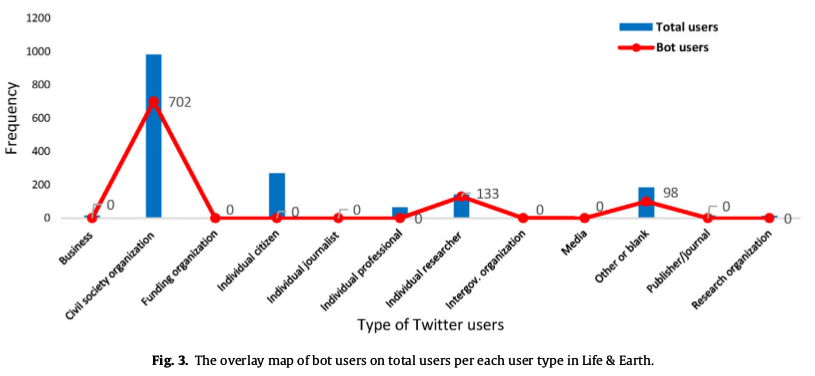 1200
1000
800
600
400
200
0
Frequency
Total users
Bot users
0
702
0
0
0
0
133
0
0
98
0
0
Business
Civil society organization
Funding organization
Individual citizen
Individual journalist
Individual professional
Individual researcher
Intergov. organization
Media
Other or blank
Publisher/journal
Research organization
Type of Twitter users
Fig. 3. The overlay map of bot users on total users per each user type in Life & Earth.